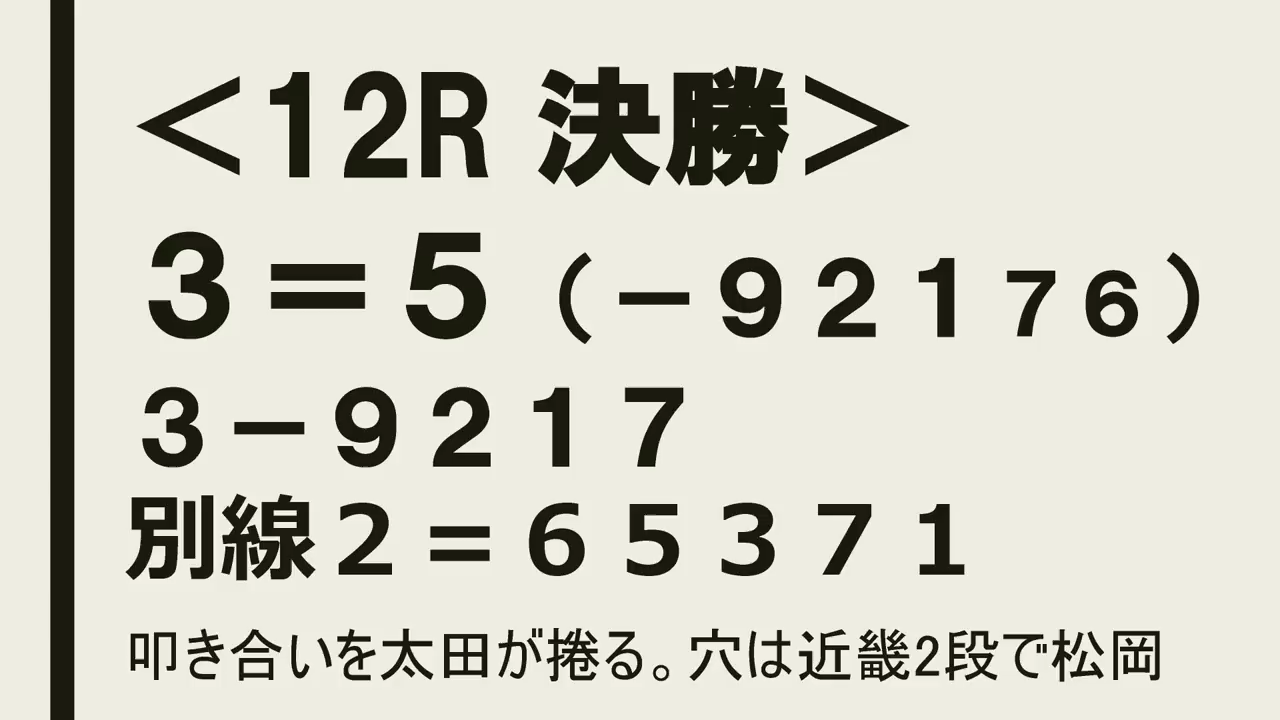 ＜12R 決勝＞
３＝５（－９２１７６）
３－９２１７
別線２＝６５３７１
叩き合いを太田が捲る。穴は近畿2段で松岡